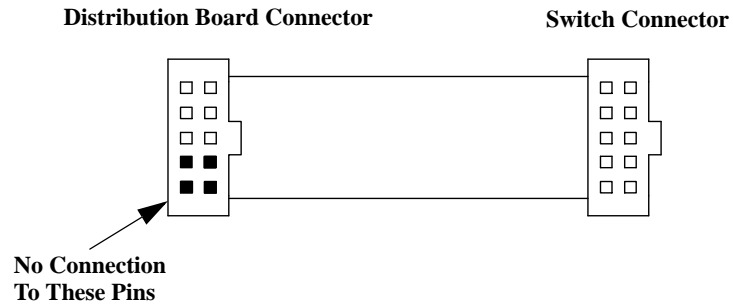 Distribution Board Connector
Switch Connector
No Connection
To These Pins